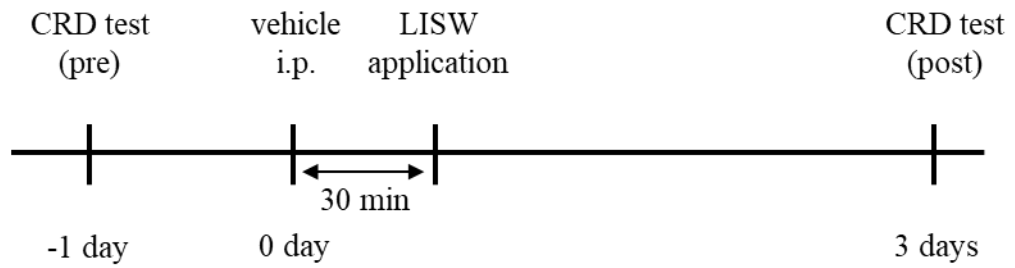 CRD test
(pre)
vehicle
i.p.
LISW
application
CRD test
(post)
30 min
-1 day
0 day
3 days